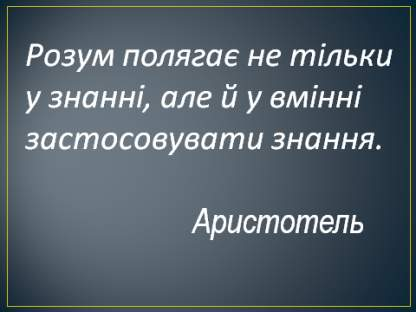 Розум полягає не тільки
у знанні, але й у вмінні
застосовувати знання.
Аристотель